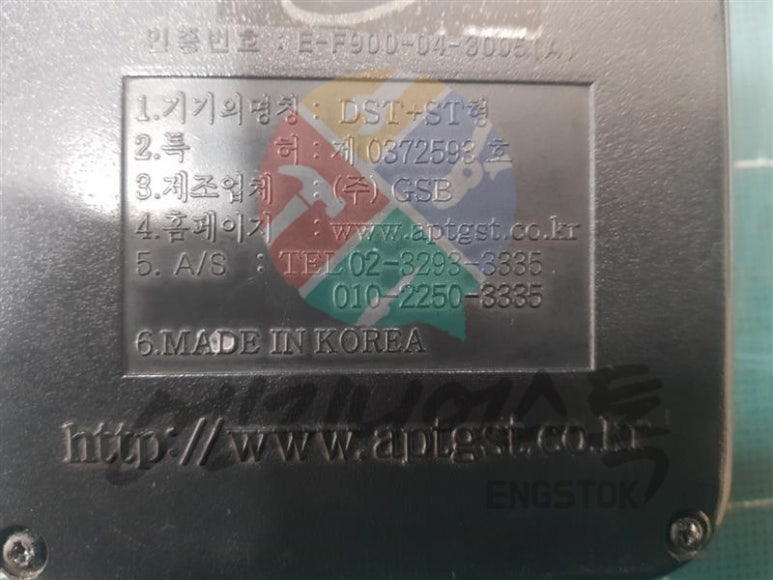 인증번호 : E-F900-04-3005(A)
1.기기의명칭 : DST+ST형
2.특 허 : 제 0372593 호
3.제조업체 : (주) GSB
4.홈페이지 : www.aptgst.co.kr
5. A/S : TEL 02-3293-3335
010-2250-3335
6.MADE IN KOREA
엔지니어스톡
http://www.aptgst.co.kr
ENGSTOK